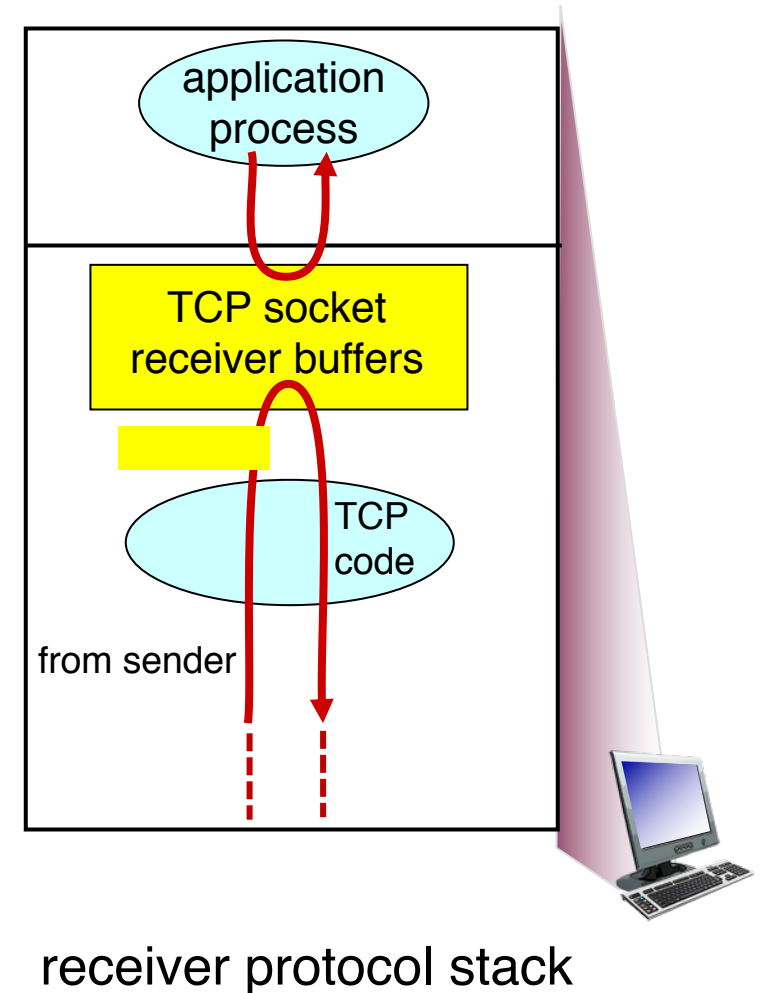 application
process
TCP socket
receiver buffers
TCP
code
from sender
receiver protocol stack